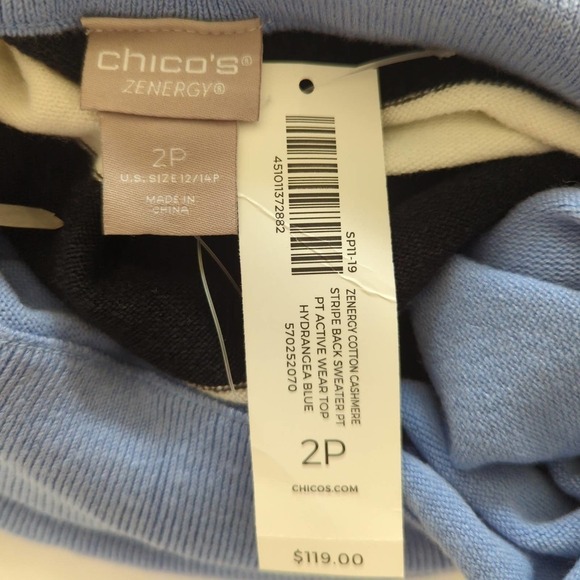 chico's®
ZENERGY®
2P
U.S. SIZE 12/14P
MADE IN
CHINA
451011372882
SP11-19
ZENERGY COTTON CASHMERE
STRIPE BACK SWEATER PT
PT ACTIVE WEAR TOP
HYDRANGEA BLUE
570252070
2P
CHICOS.COM
$119.00